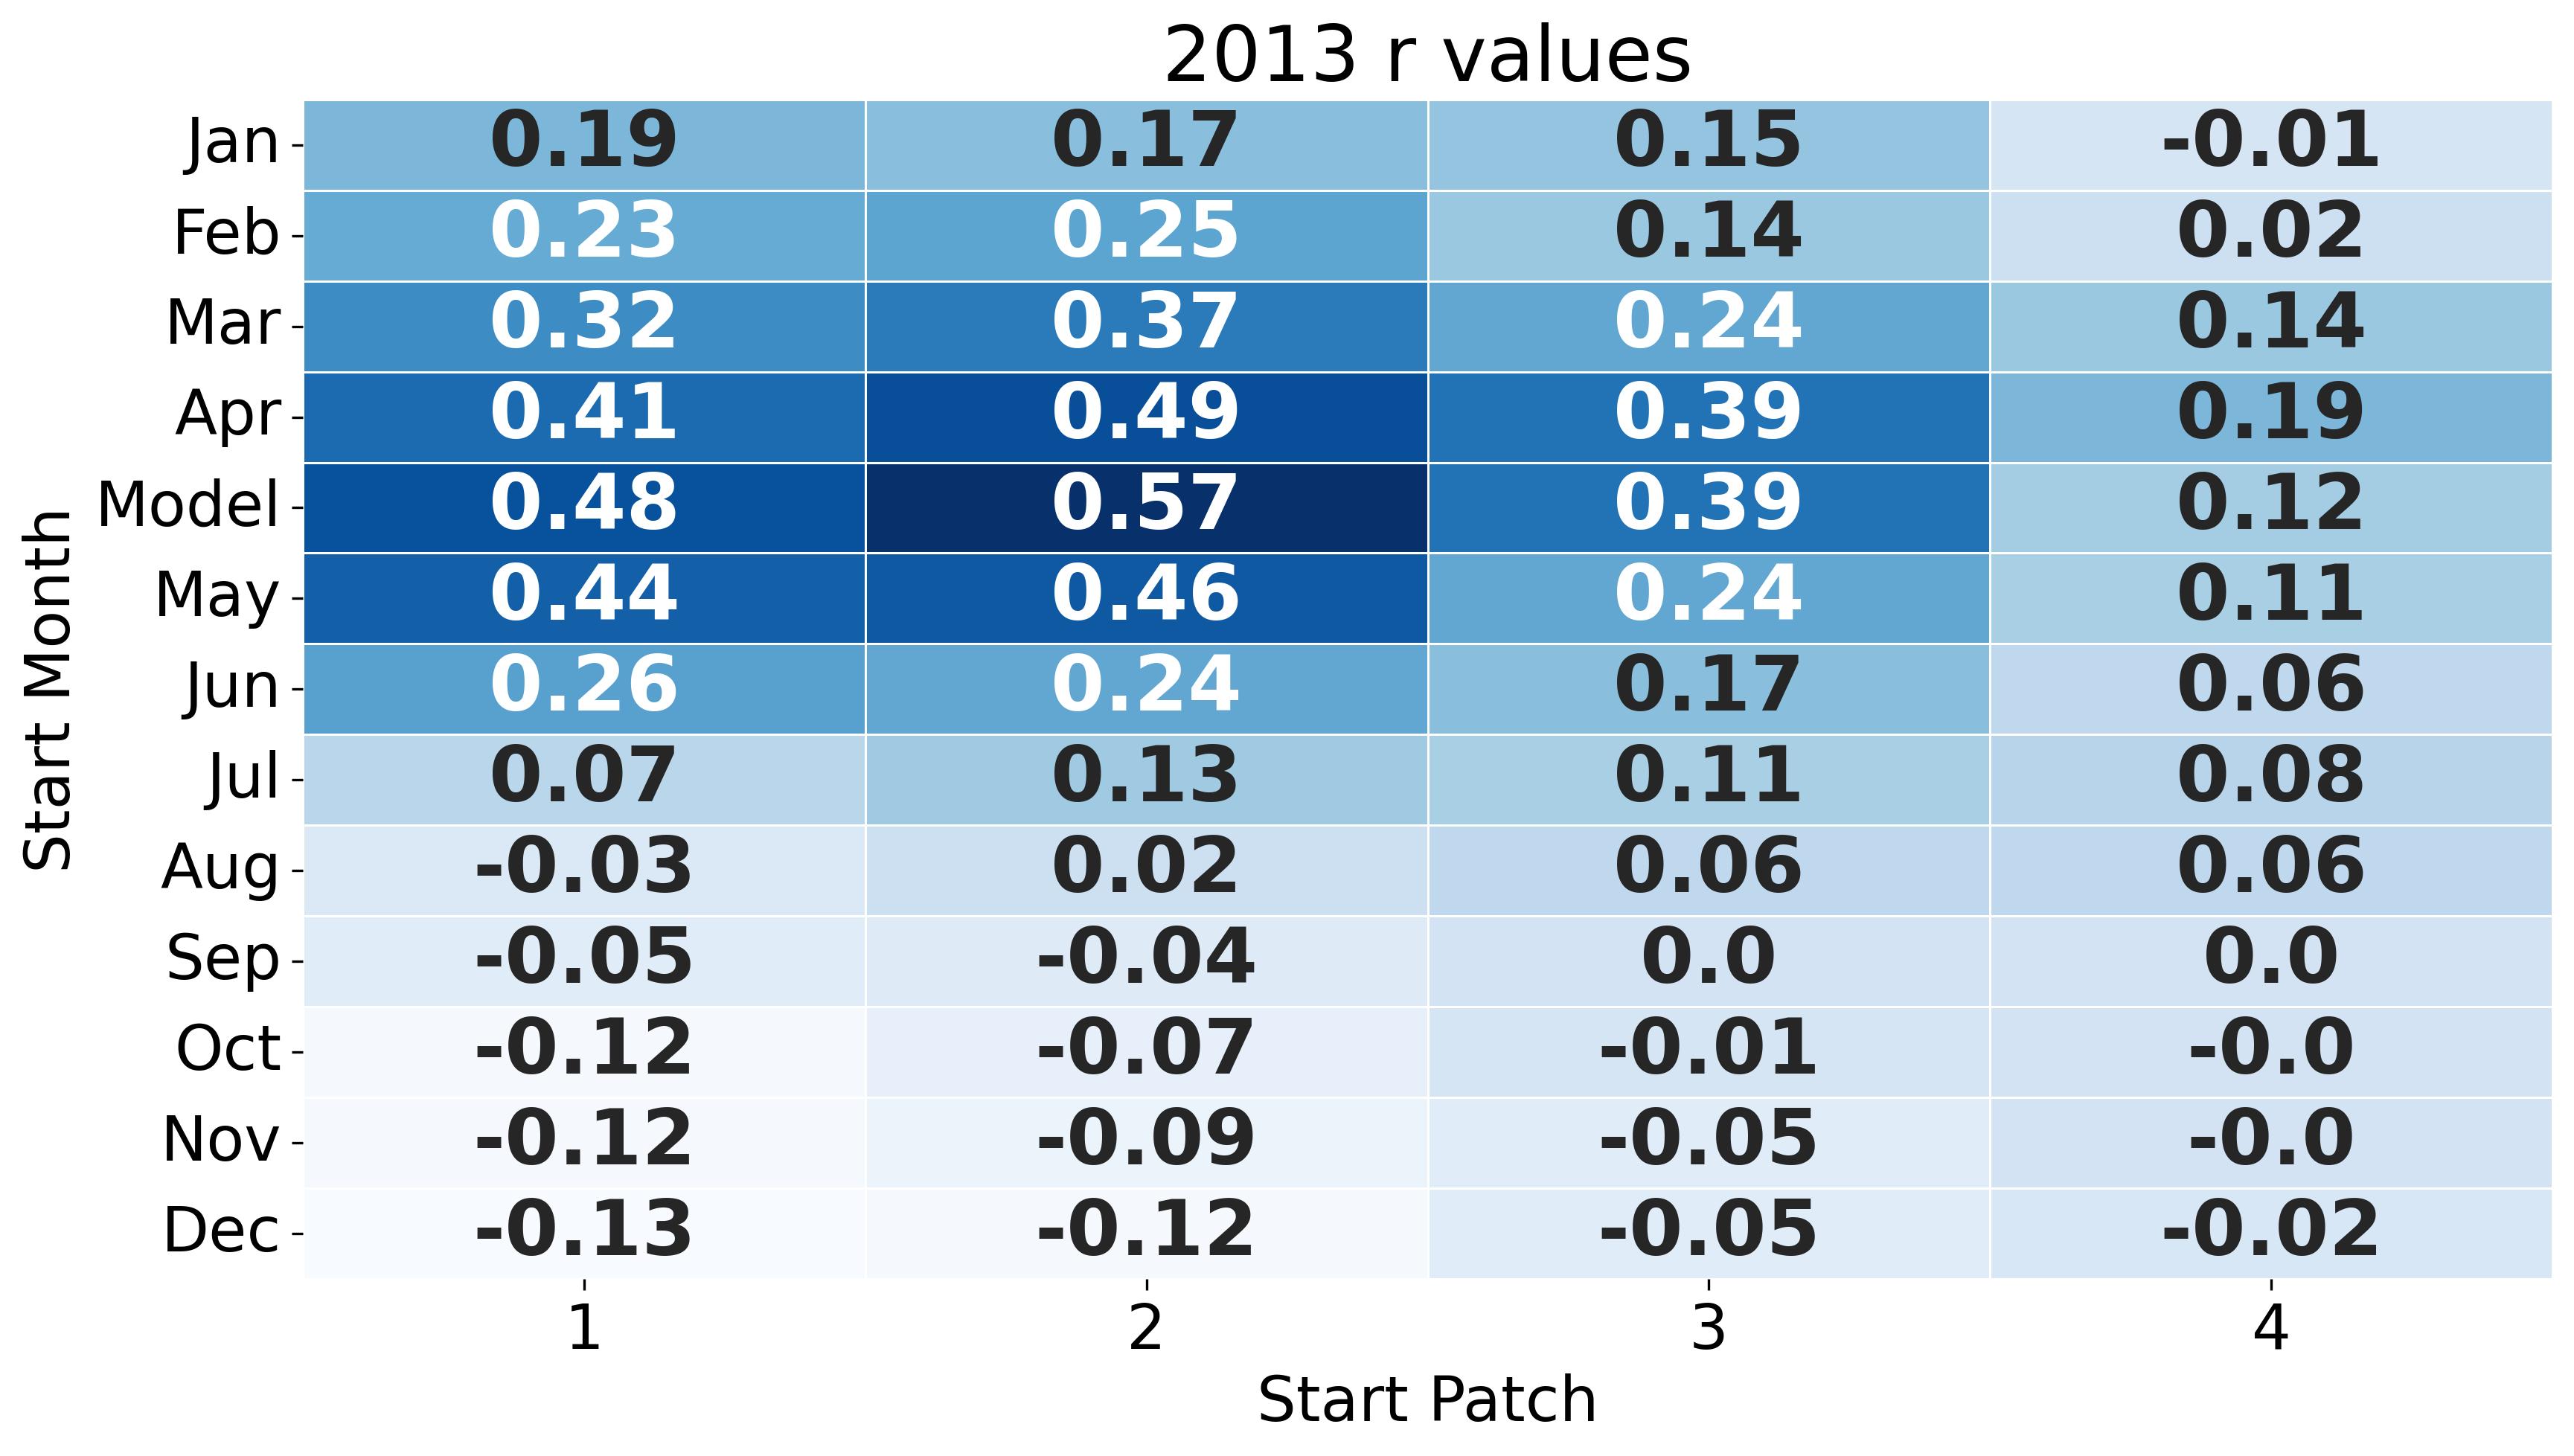 2013 r values
Start Month
Jan 0.19 0.17 0.15 -0.01
Feb 0.23 0.25 0.14 0.02
Mar 0.32 0.37 0.24 0.14
Apr 0.41 0.49 0.39 0.19
Model 0.48 0.57 0.39 0.12
May 0.44 0.46 0.24 0.11
Jun 0.26 0.24 0.17 0.06
Jul 0.07 0.13 0.11 0.08
Aug -0.03 0.02 0.06 0.06
Sep -0.05 -0.04 0.0 0.0
Oct -0.12 -0.07 -0.01 -0.0
Nov -0.12 -0.09 -0.05 -0.0
Dec -0.13 -0.12 -0.05 -0.02
1 2 3 4
Start Patch